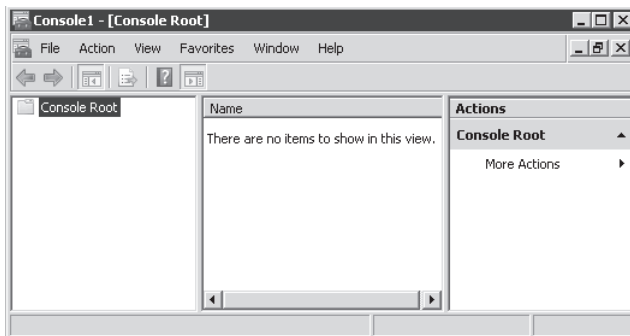 Console1 - [Console Root]
File Action View Favorites Window Help
Console Root
Name
There are no items to show in this view.
Actions
Console Root
More Actions